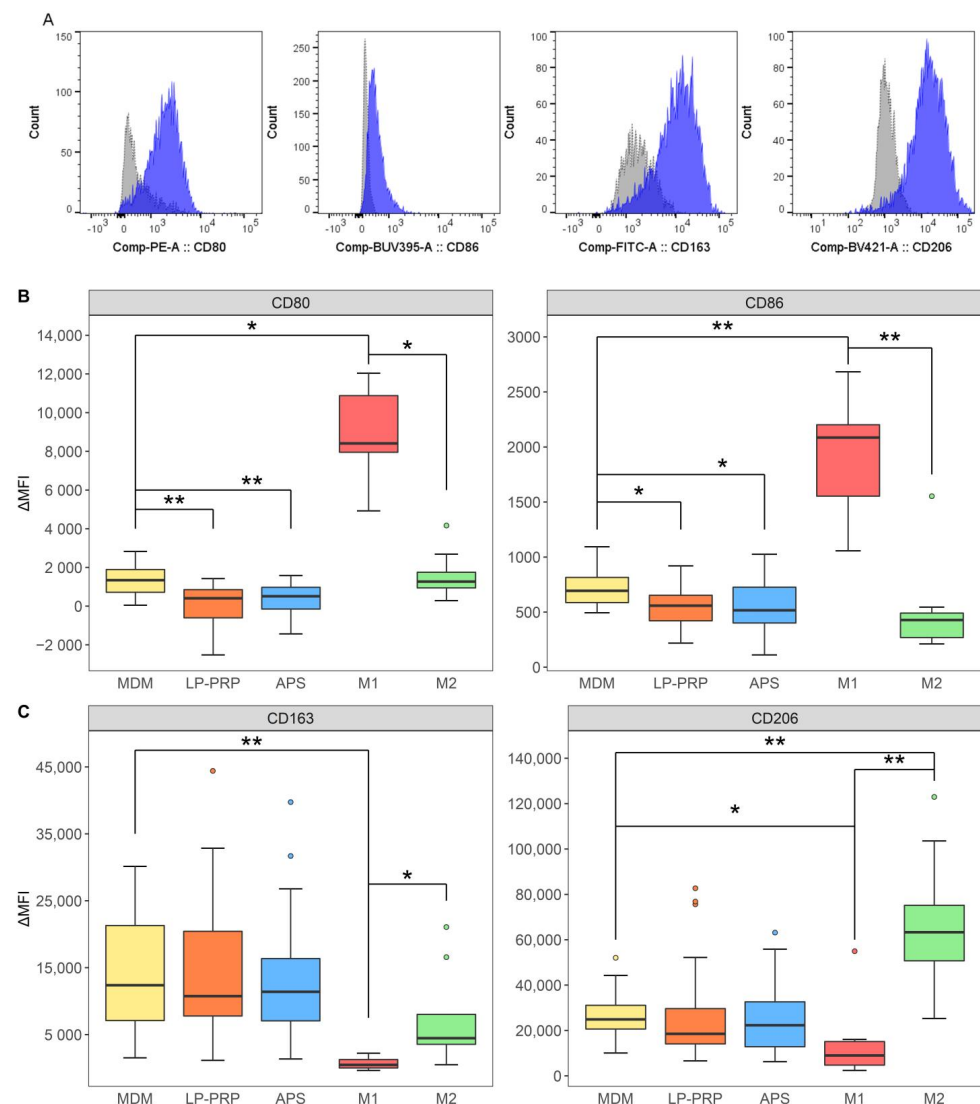 A
150
100
50
0
Count
-10³ 0 10³ 10⁴ 10⁵
Comp-PE-A :: CD80
250
200
150
100
50
0
Count
-10³ 0 10³ 10⁴ 10⁵
Comp-BUV395-A :: CD86
100
80
60
40
20
0
Count
-10³ 0 10³ 10⁴ 10⁵
Comp-FITC-A :: CD163
100
80
60
40
20
0
Count
10¹ 10² 10³ 10⁴ 10⁵
Comp-BV421-A :: CD206
B
CD80
ΔMFI
14,000
12,000
10,000
8,000
6 000
4 000
2 000
0
−2 000
* *
** **
MDM LP-PRP APS M1 M2
CD86
3000
2500
2000
1500
1000
500
0
** **
* *
MDM LP-PRP APS M1 M2
C
CD163
ΔMFI
45,000
35,000
25,000
15,000
5 000
**
*
MDM LP-PRP APS M1 M2
CD206
140,000
120,000
100,000
80,000
60,000
40,000
20,000
0
**
**
*
MDM LP-PRP APS M1 M2